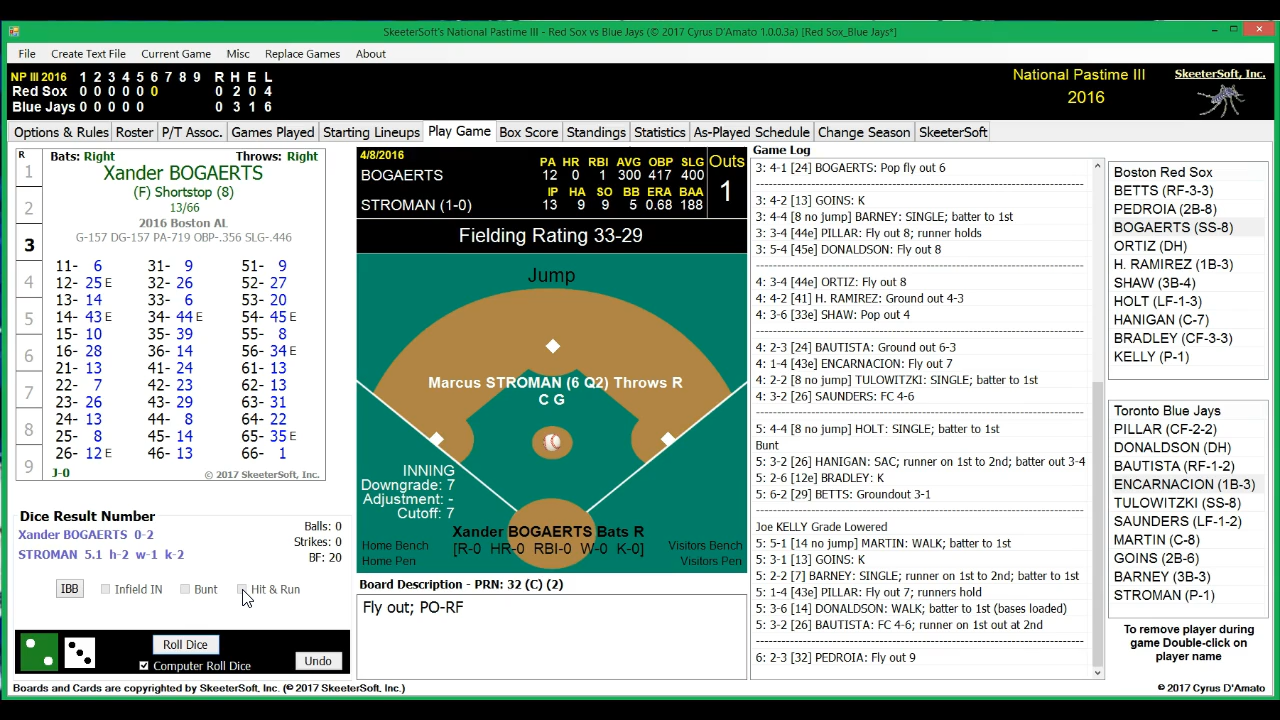 SkeeterSoft's National Pastime III - Red Sox vs Blue Jays (© 2017 Cyrus D'Amato 1.0.0.3a) [Red Sox_Blue Jays*]
File Create Text File Current Game Misc Replace Games About
NP III 2016 1 2 3 4 5 6 7 8 9 R H E L
Red Sox 0 0 0 0 0 0 0 2 0 4
Blue Jays 0 0 0 0 0 0 3 1 6
National Pastime III
2016
SkeeterSoft, Inc.
Options & Rules Roster P/T Assoc. Games Played Starting Lineups Play Game Box Score Standings Statistics As-Played Schedule Change Season SkeeterSoft
R
1
2
3
4
5
6
7
8
9
Bats: Right Throws: Right
Xander BOGAERTS
(F) Shortstop (8)
13/66
2016 Boston AL
G-157 DG-157 PA-719 OBP-.356 SLG-.446
11- 6 31- 9 51- 9
12- 25 E 32- 26 52- 27
13- 14 33- 6 53- 20
14- 43 E 34- 44 E 54- 45 E
15- 10 35- 39 55- 8
16- 28 36- 14 56- 34 E
21- 13 41- 24 61- 13
22- 7 42- 23 62- 13
23- 26 43- 29 63- 31
24- 13 44- 8 64- 22
25- 8 45- 14 65- 35 E
26- 12 E 46- 13 66- 1
J-0 © 2017 SkeeterSoft, Inc.
Dice Result Number
Xander BOGAERTS 0-2
STROMAN 5.1 h-2 w-1 k-2
Balls: 0
Strikes: 0
BF: 20
IBB Infield IN Bunt Hit & Run
Roll Dice
Computer Roll Dice
Undo
Boards and Cards are copyrighted by SkeeterSoft, Inc. (© 2017 SkeeterSoft, Inc.)
4/8/2016 PA HR RBI AVG OBP SLG
BOGAERTS 12 0 1 300 417 400
IP HA SO BB ERA BAA
STROMAN (1-0) 13 9 9 5 0.68 188
Outs
1
Fielding Rating 33-29
Jump
Marcus STROMAN (6 Q2) Throws R
C G
INNING
Downgrade: 7
Adjustment: -
Cutoff: 7
Xander BOGAERTS Bats R
[R-0 HR-0 RBI-0 W-0 K-0]
Home Bench
Home Pen
Visitors Bench
Visitors Pen
Board Description - PRN: 32 (C) (2)
Fly out; PO-RF
Game Log
3: 4-1 [24] BOGAERTS: Pop fly out 6
3: 4-2 [13] GOINS: K
3: 4-4 [8 no jump] BARNEY: SINGLE; batter to 1st
3: 3-4 [44e] PILLAR: Fly out 8; runner holds
3: 5-4 [45e] DONALDSON: Fly out 8
4: 3-4 [44e] ORTIZ: Fly out 8
4: 4-2 [41] H. RAMIREZ: Ground out 4-3
4: 3-6 [33e] SHAW: Pop out 4
4: 2-3 [24] BAUTISTA: Ground out 6-3
4: 1-4 [43e] ENCARNACION: Fly out 7
4: 2-2 [8 no jump] TULOWITZKI: SINGLE; batter to 1st
4: 3-2 [26] SAUNDERS: FC 4-6
5: 4-4 [8 no jump] HOLT: SINGLE; batter to 1st
Bunt
5: 3-2 [26] HANIGAN: SAC; runner on 1st to 2nd; batter out 3-4
5: 2-6 [12e] BRADLEY: K
5: 6-2 [29] BETTS: Groundout 3-1
Joe KELLY Grade Lowered
5: 5-1 [14 no jump] MARTIN: WALK; batter to 1st
5: 3-1 [13] GOINS: K
5: 2-2 [7] BARNEY: SINGLE; runner on 1st to 2nd; batter to 1st
5: 1-4 [43e] PILLAR: Fly out 7; runners hold
5: 3-6 [14] DONALDSON: WALK; batter to 1st (bases loaded)
5: 3-2 [26] BAUTISTA: FC 4-6; runner on 1st out at 2nd
6: 2-3 [32] PEDROIA: Fly out 9
Boston Red Sox
BETTS (RF-3-3)
PEDROIA (2B-8)
BOGAERTS (SS-8)
ORTIZ (DH)
H. RAMIREZ (1B-3)
SHAW (3B-4)
HOLT (LF-1-3)
HANIGAN (C-7)
BRADLEY (CF-3-3)
KELLY (P-1)
Toronto Blue Jays
PILLAR (CF-2-2)
DONALDSON (DH)
BAUTISTA (RF-1-2)
ENCARNACION (1B-3)
TULOWITZKI (SS-8)
SAUNDERS (LF-1-2)
MARTIN (C-8)
GOINS (2B-6)
BARNEY (3B-3)
STROMAN (P-1)
To remove player during
game Double-click on
player name
© 2017 Cyrus D'Amato